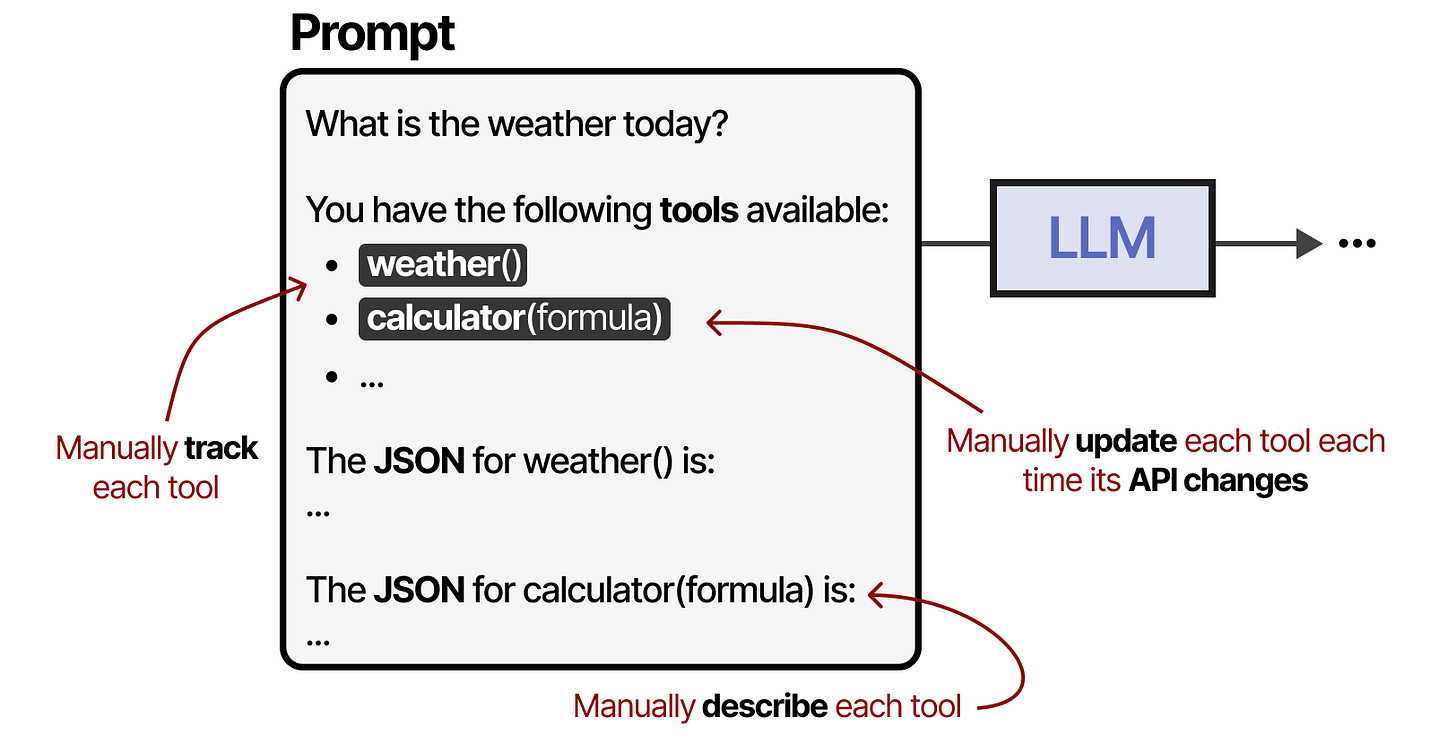 Prompt
What is the weather today?
You have the following tools available:
• weather()
• calculator(formula)
• ...
The JSON for weather() is:
...
The JSON for calculator(formula) is:
...
LLM
...
Manually track
each tool
Manually update each tool each
time its API changes
Manually describe each tool